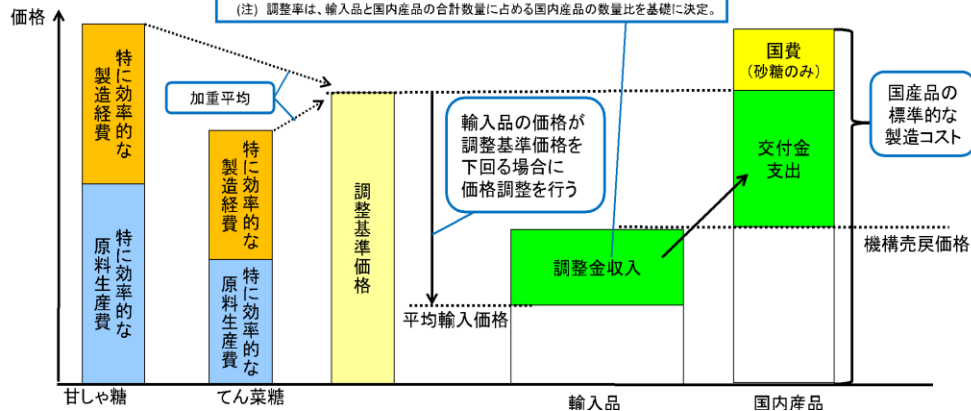 (注) 調整率は、輸入品と国内産品の合計数量に占める国内産品の数量比を基礎に決定。
価格
特に効率的な
製造経費
特に効率的な
原料生産費
加重平均
特に効率的な
製造経費
特に効率的な
原料生産費
調整基準価格
輸入品の価格が
調整基準価格を
下回る場合に
価格調整を行う
平均輸入価格
調整金収入
国費
(砂糖のみ)
交付金
支出
国産品の
標準的な
製造コスト
機構売戻価格
甘しゃ糖
てん菜糖
輸入品
国内産品